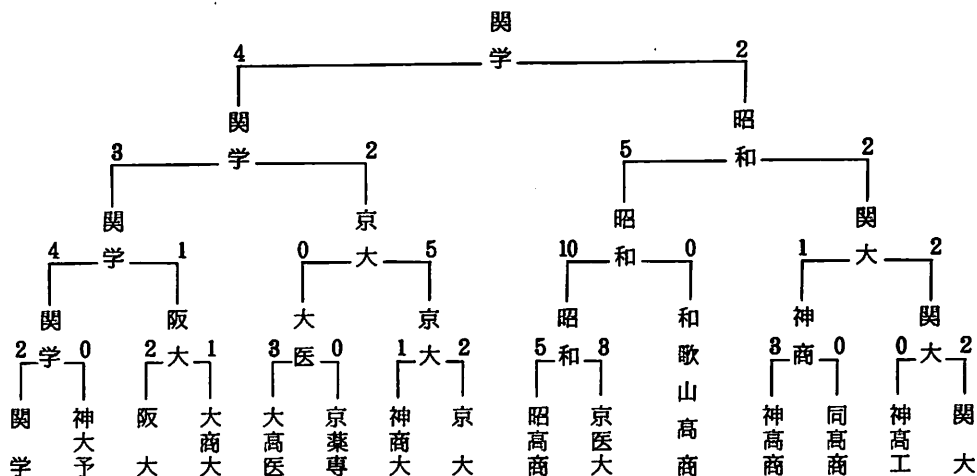 関学
4 2
関学 昭和
3 2 5 2
関学 京大 昭和 関大
4 1 0 5 10 0 1 2
関学 阪大 大医 京大 昭和 和歌山高商 神商 関大
2 0 2 1 3 0 1 2 5 3 3 0 0 2
関学 神大予 阪大 大商大 大高医 京薬専 神商大 京大 昭高商 京医大 神高商 同高商 神高工 関大